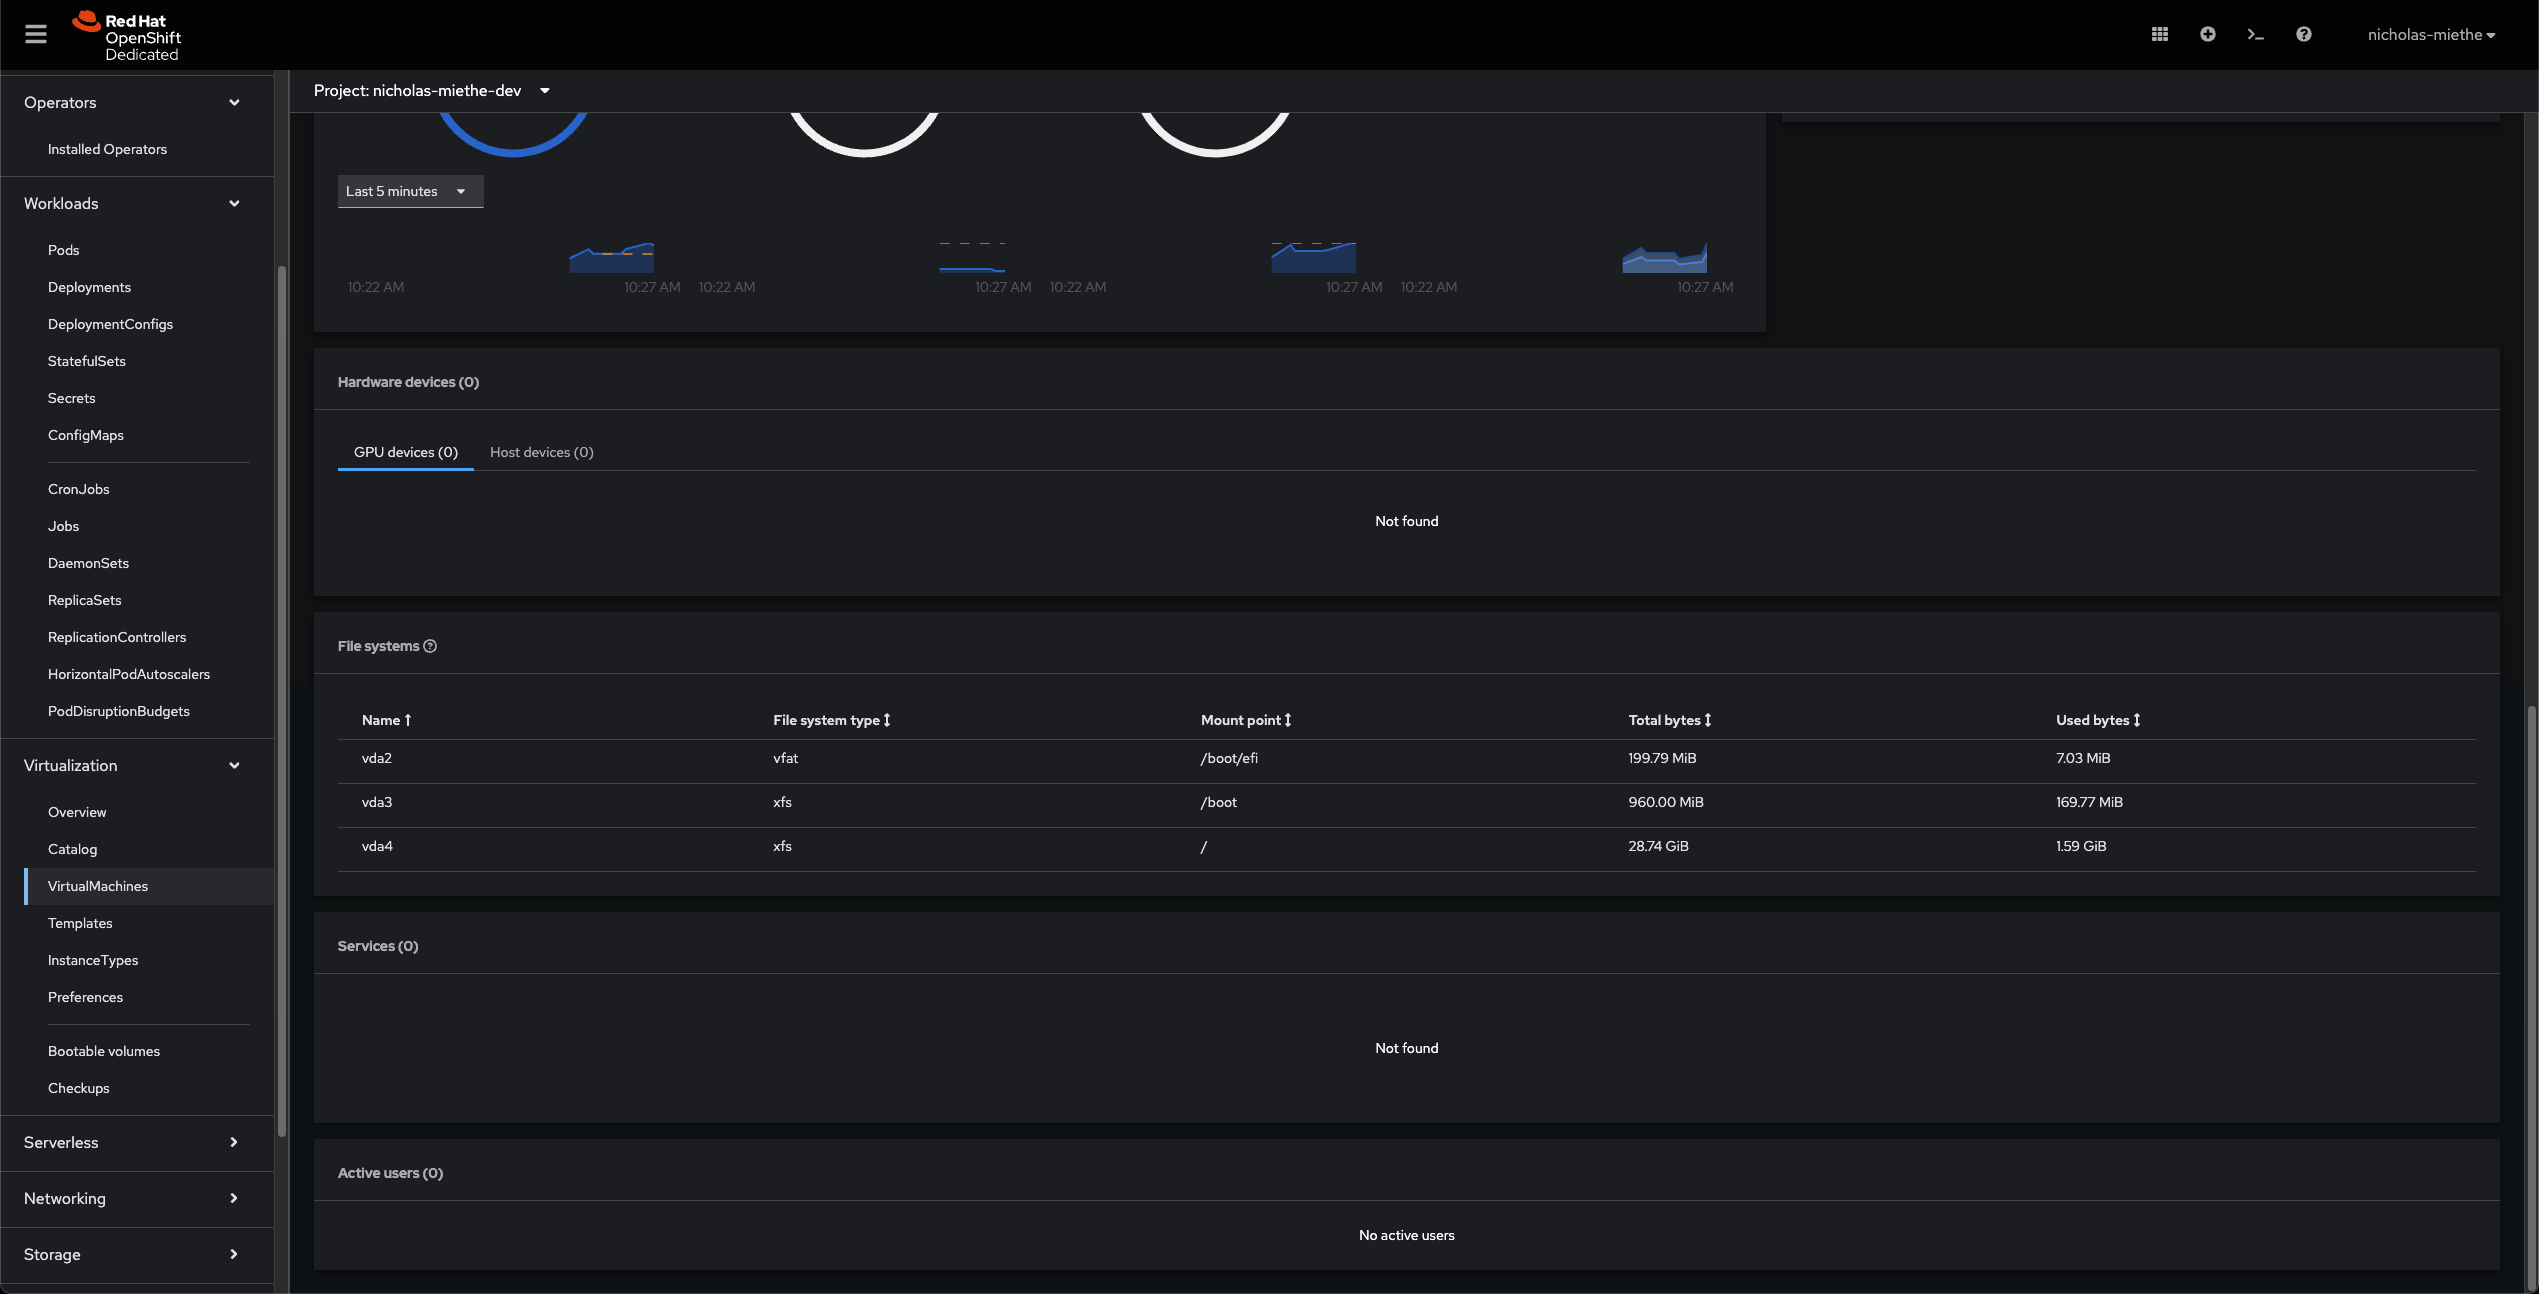 Red Hat
OpenShift
Dedicated
nicholas-miethe
Operators
Installed Operators
Workloads
Pods
Deployments
DeploymentConfigs
StatefulSets
Secrets
ConfigMaps
CronJobs
Jobs
DaemonSets
ReplicaSets
ReplicationControllers
HorizontalPodAutoscalers
PodDisruptionBudgets
Virtualization
Overview
Catalog
VirtualMachines
Templates
InstanceTypes
Preferences
Bootable volumes
Checkups
Serverless
Networking
Storage
Project: nicholas-miethe-dev
Last 5 minutes
10:22 AM 10:27 AM 10:22 AM 10:27 AM 10:22 AM 10:27 AM 10:22 AM 10:27 AM
Hardware devices (0)
GPU devices (0) Host devices (0)
Not found
File systems
Name File system type Mount point Total bytes Used bytes
vda2 vfat /boot/efi 199.79 MiB 7.03 MiB
vda3 xfs /boot 960.00 MiB 169.77 MiB
vda4 xfs / 28.74 GiB 1.59 GiB
Services (0)
Not found
Active users (0)
No active users